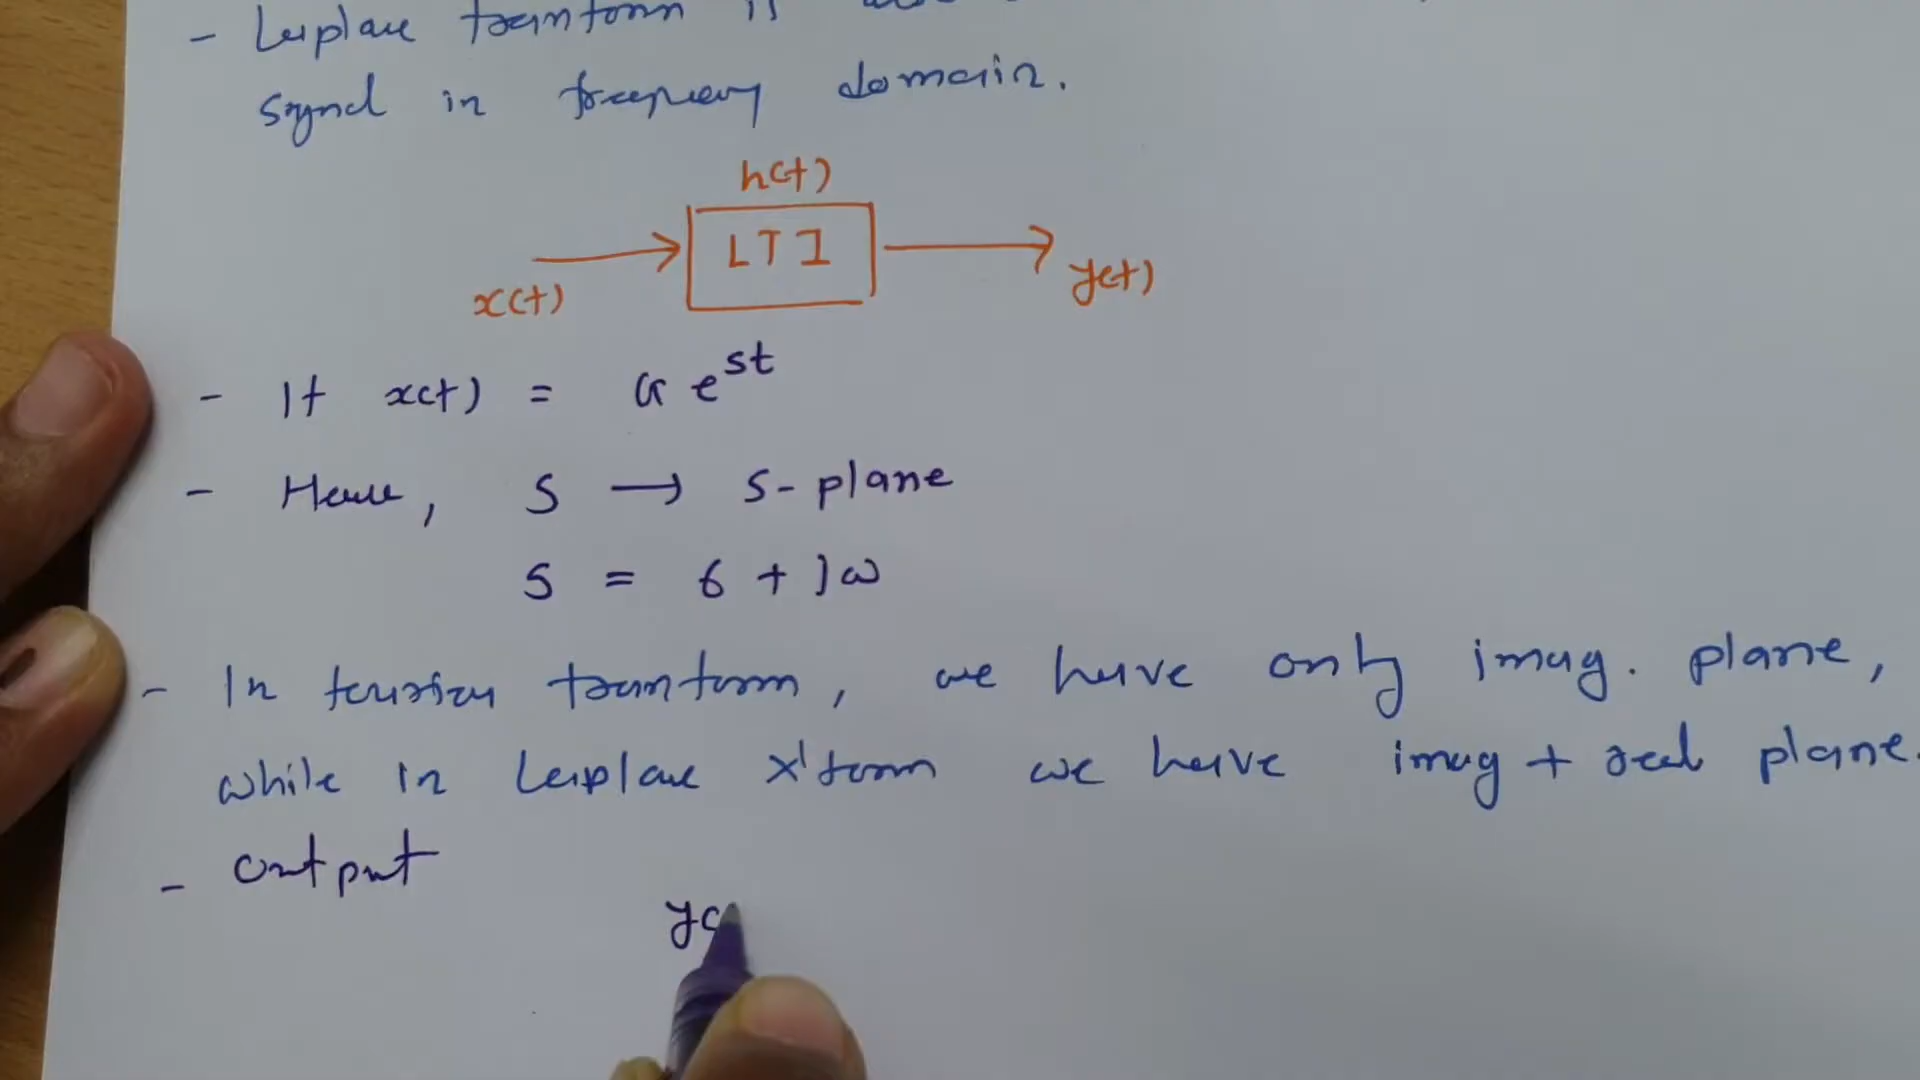 - Laplace transform is
signal in frequency domain.
h(t)
LTI
x(t)
y(t)
- If x(t) = G e^st
- Hence, S → S-plane
S = σ + jω
- In fourier transform, we have only imag. plane,
while in Laplace x'form we have imag + real plane.
- output
y(